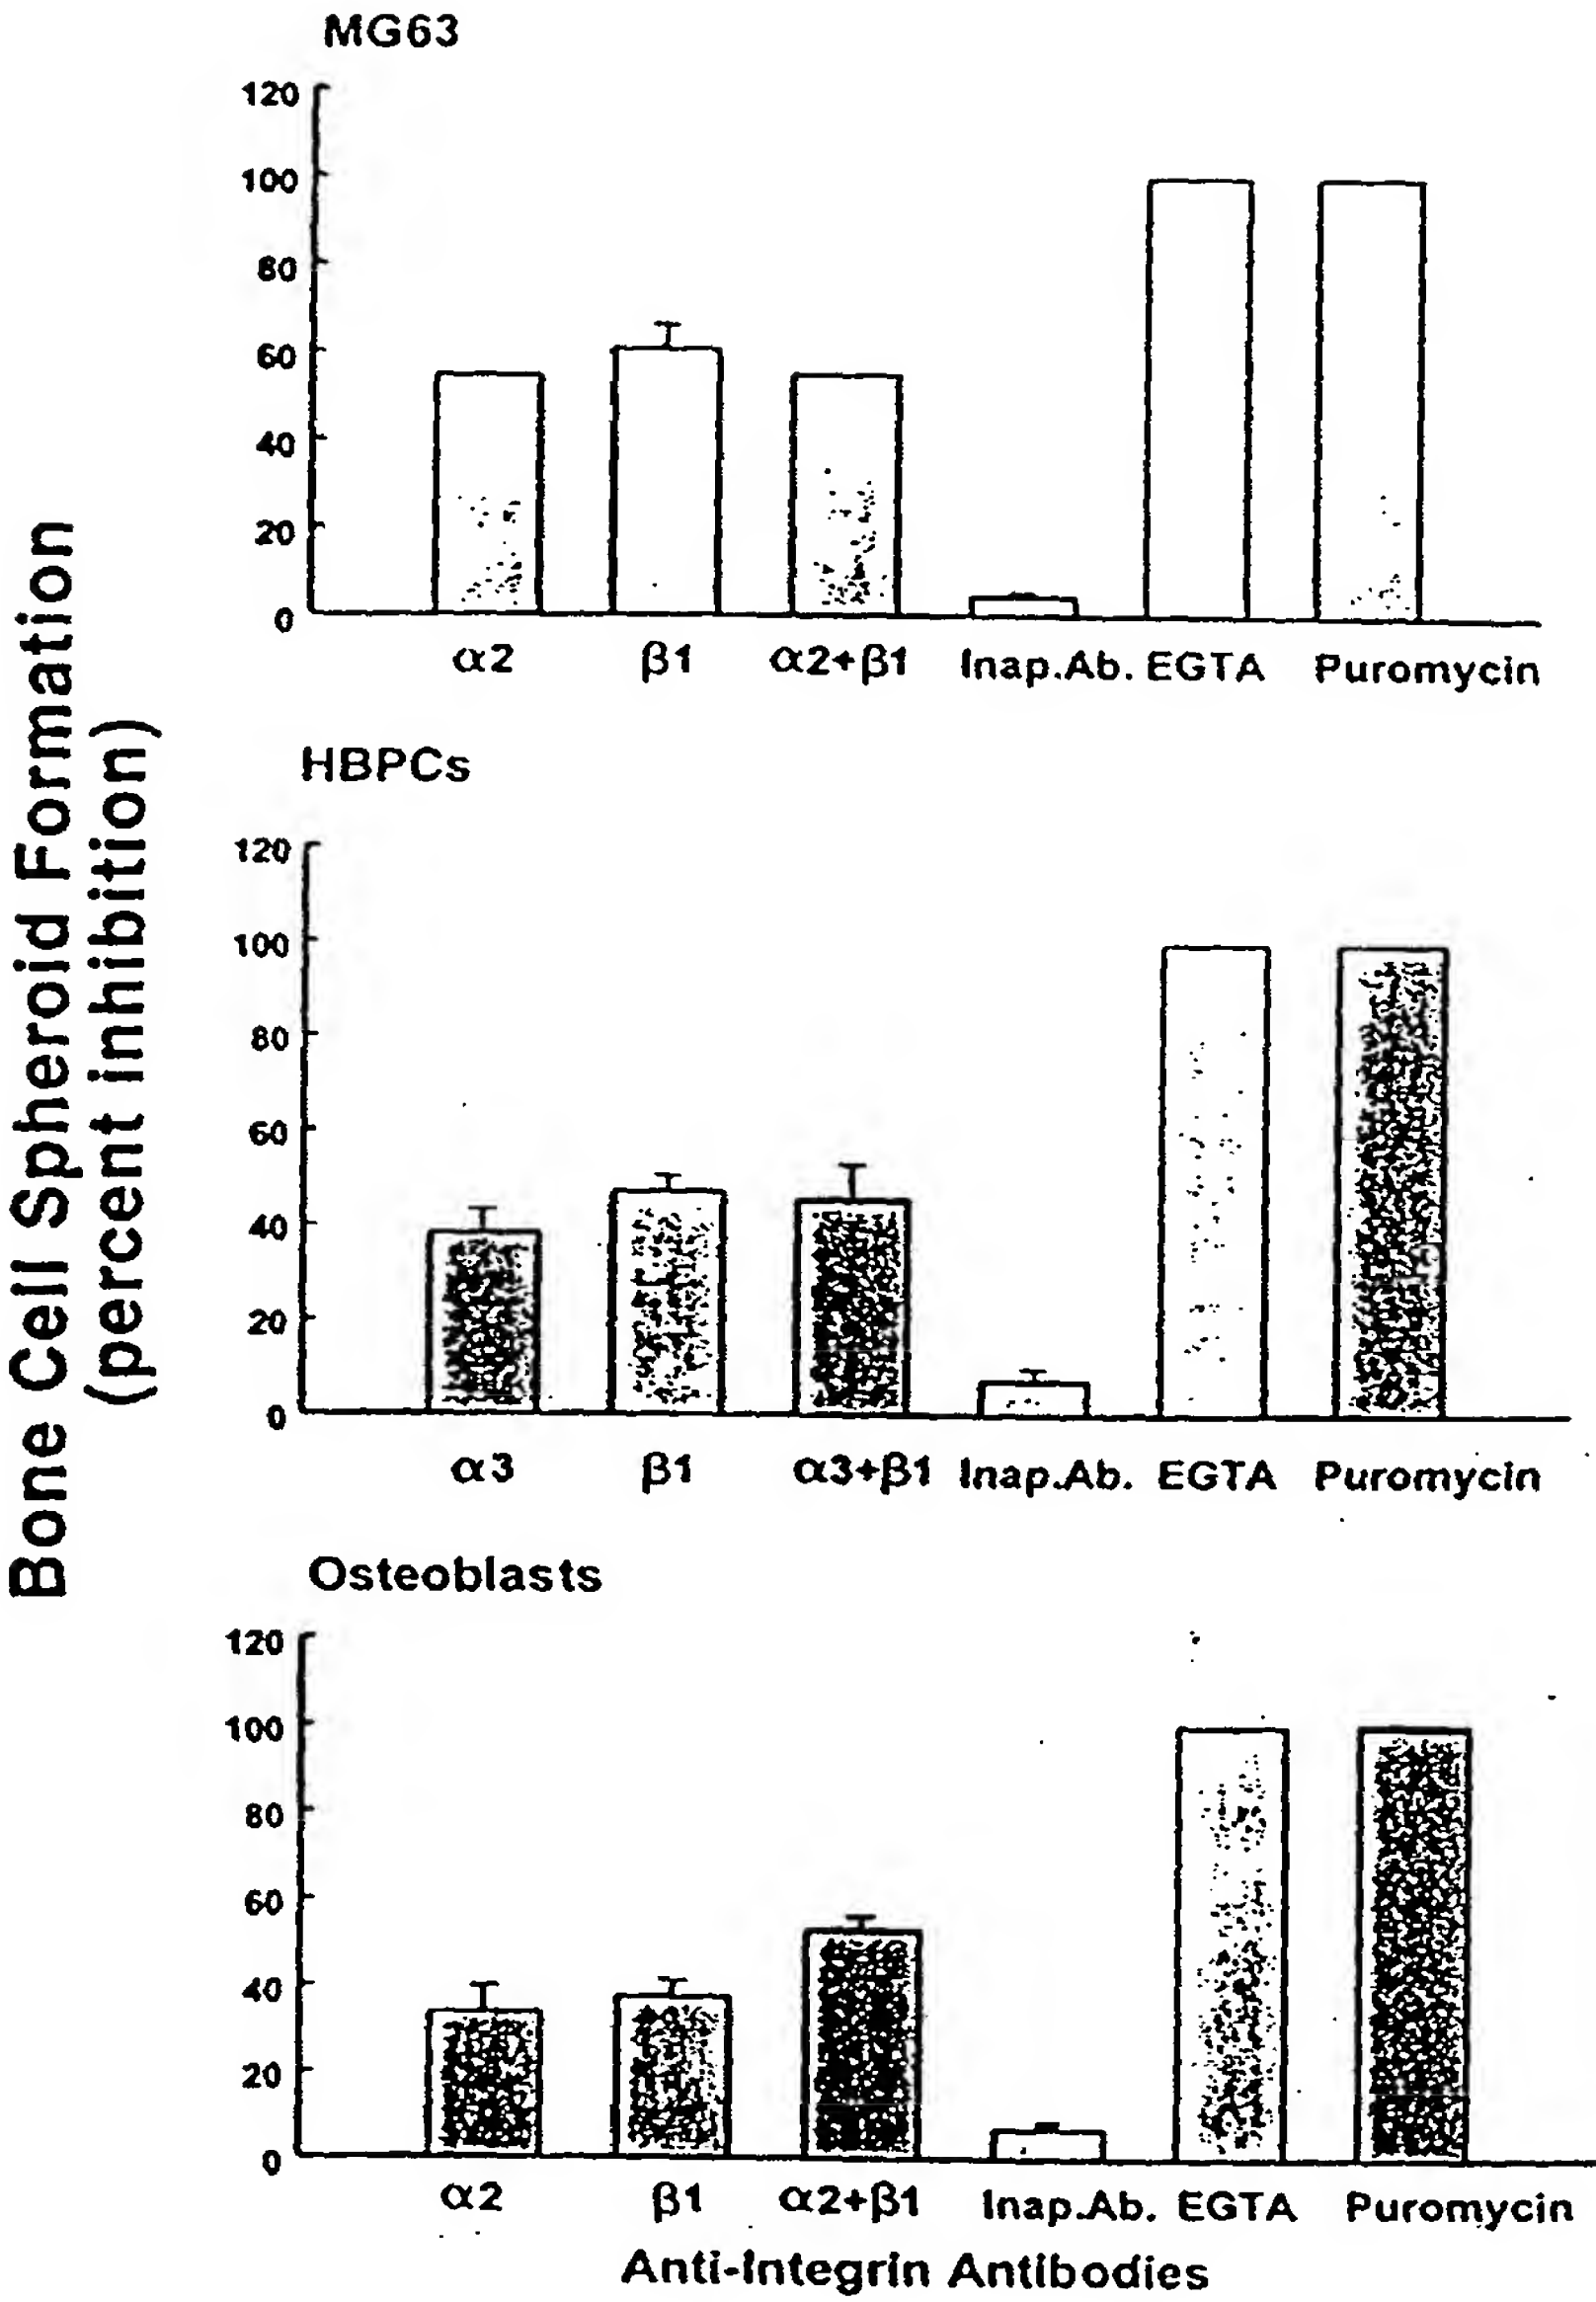 Bone Cell Spheroid Formation
(percent inhibition)
MG63
120
100
80
60
40
20
0
α2 β1 α2+β1 Inap.Ab. EGTA Puromycin
HBPCs
120
100
80
60
40
20
0
α3 β1 α3+β1 Inap.Ab. EGTA Puromycin
Osteoblasts
120
100
80
60
40
20
0
α2 β1 α2+β1 Inap.Ab. EGTA Puromycin
Anti-Integrin Antibodies